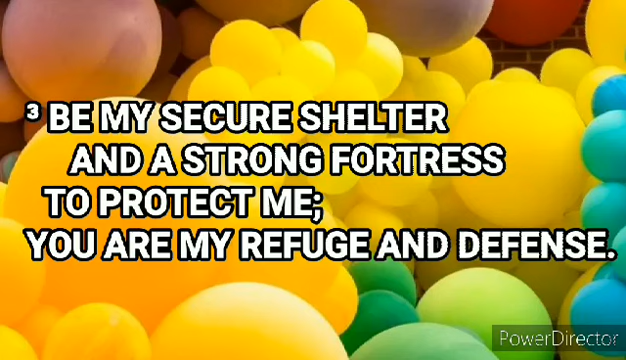 ³ BE MY SECURE SHELTER
AND A STRONG FORTRESS
TO PROTECT ME;
YOU ARE MY REFUGE AND DEFENSE.
PowerDirector